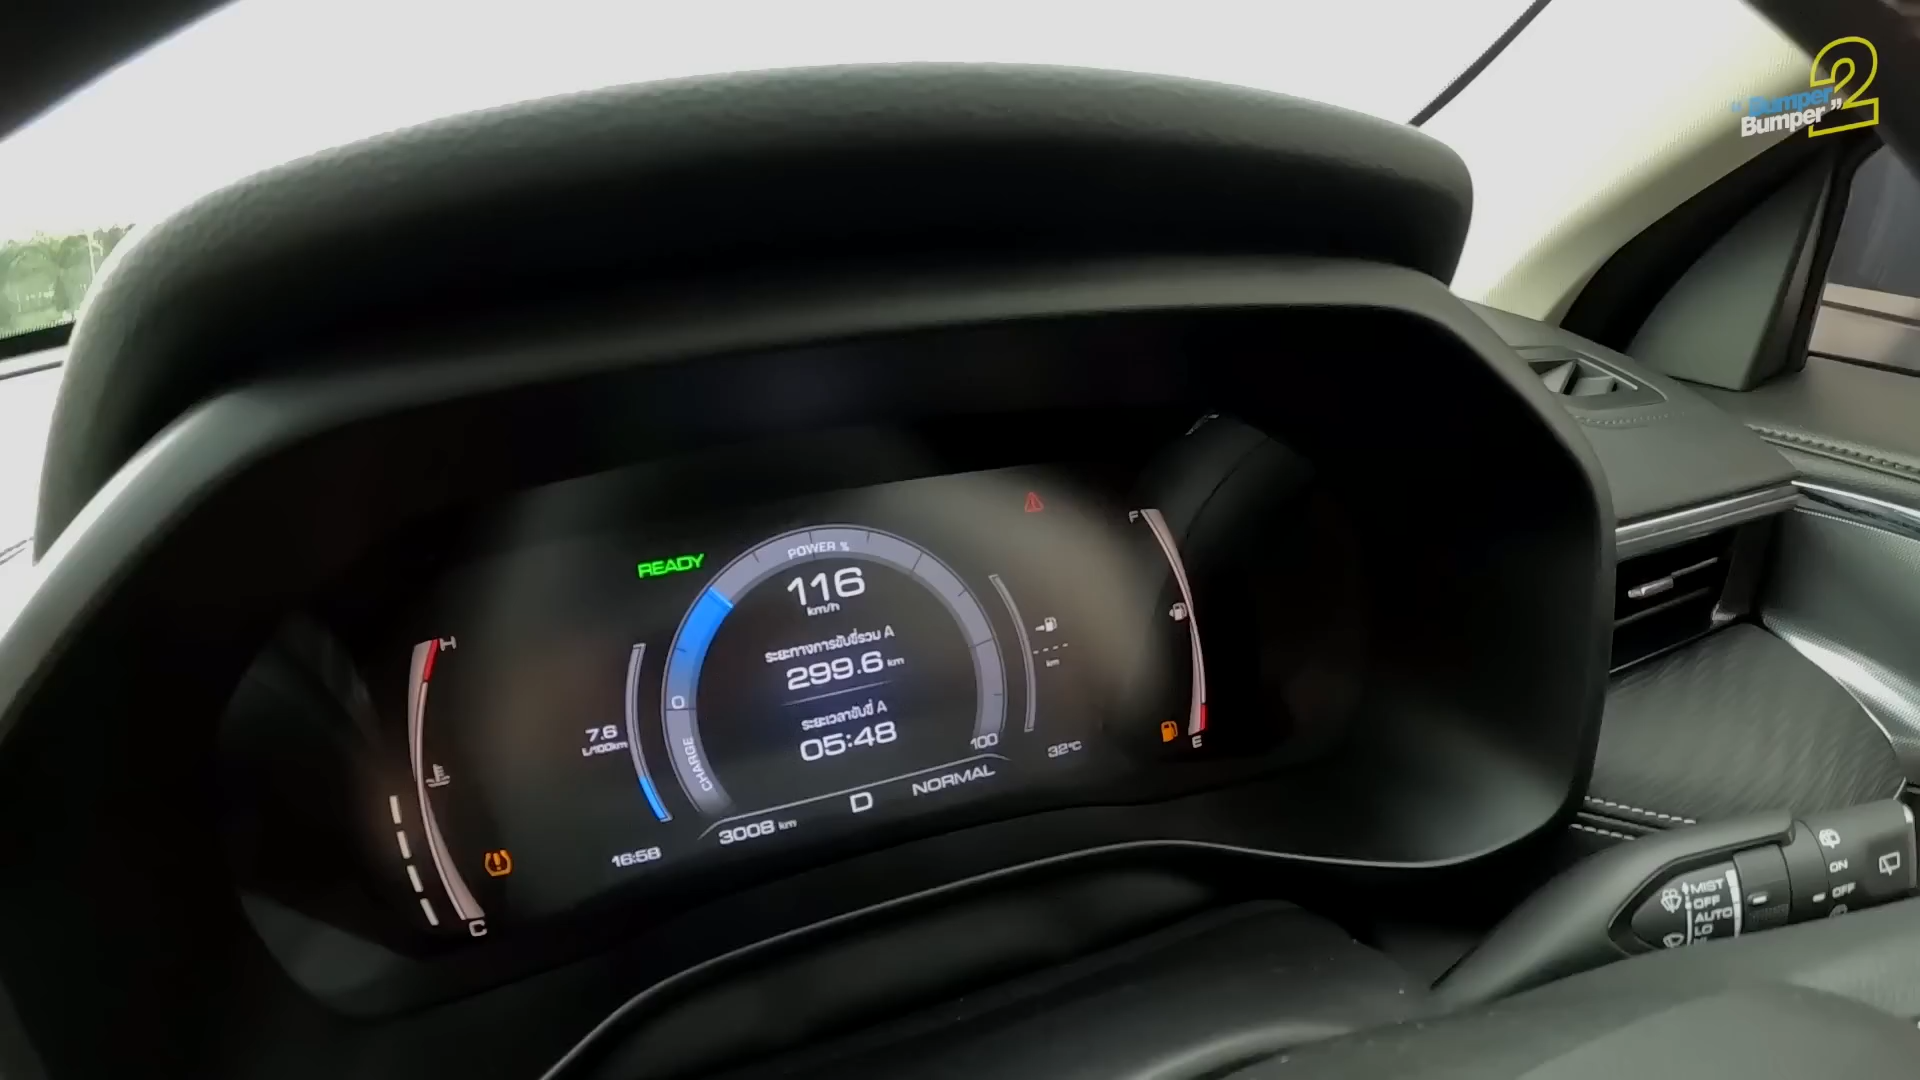 "Bumper
Bumper" 2
READY
POWER %
116
km/h
ระยะทางการขับขี่รวม A
299.6 km
ระยะเวลาขับขี่ A
05:48
0
100
CHARGE
7.6
L/100km
---- 
km
32°C
F
E
H
C
D
NORMAL
3008 km
16:58
MIST
OFF
AUTO
LO
ON
OFF